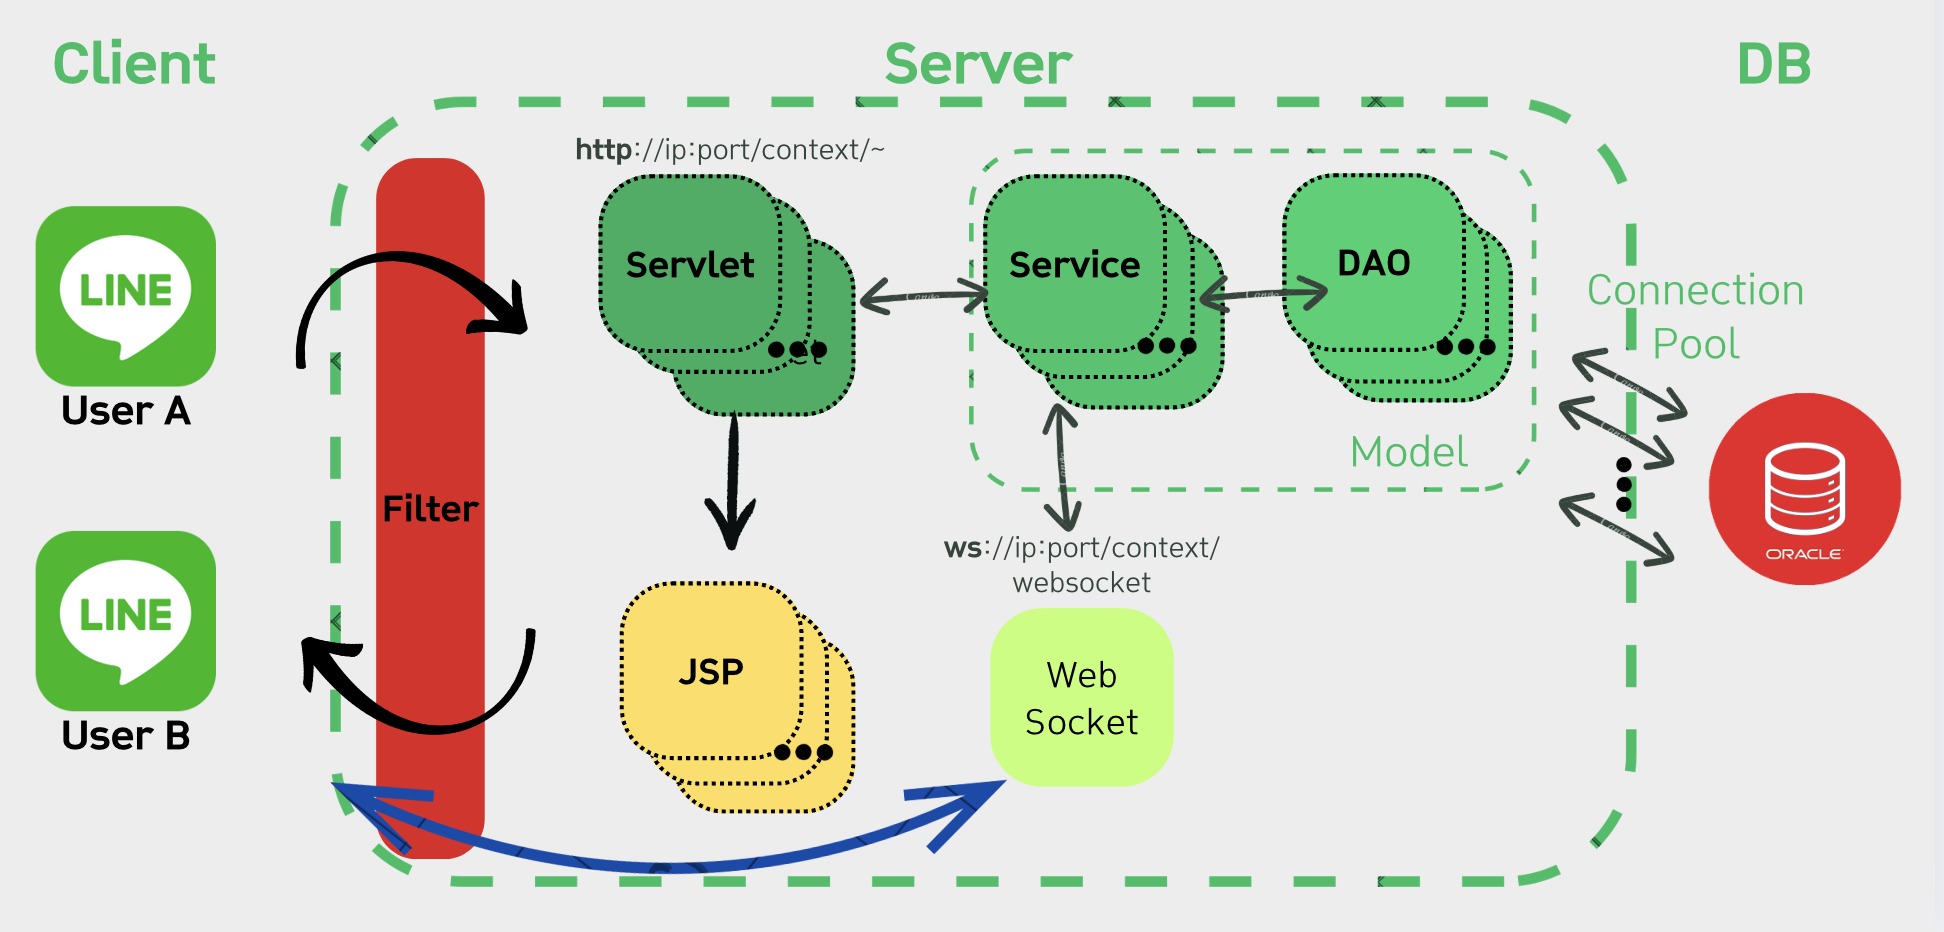 Client
Server
DB
http://ip:port/context/~
LINE
User A
Servlet
et
Service
DAO
Connection
Pool
Model
Filter
ws://ip:port/context/
websocket
LINE
User B
JSP
Web
Socket
ORACLE